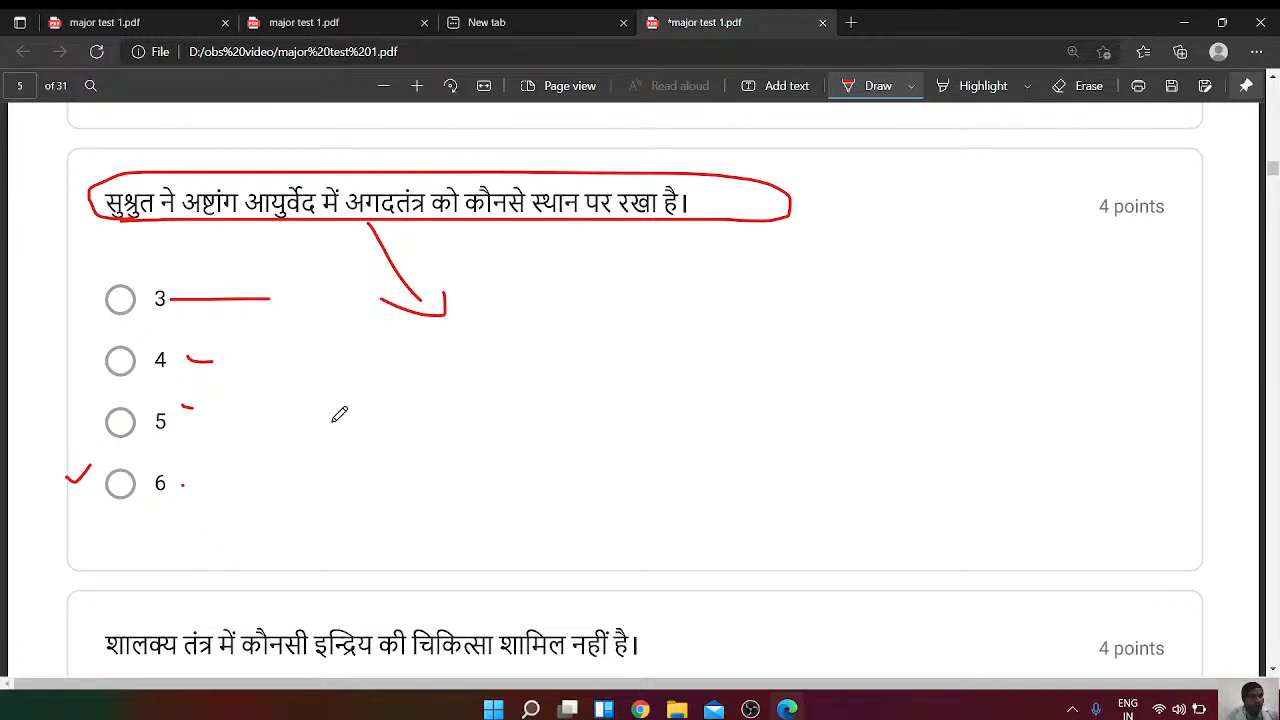 major test 1.pdf
major test 1.pdf
New tab
*major test 1.pdf
File
D:/obs%20video/major%20test%201.pdf
5
of 31
Page view
Read aloud
Add text
Draw
Highlight
Erase
सुश्रुत ने अष्टांग आयुर्वेद में अगदतंत्र को कौनसे स्थान पर रखा है।
4 points
3
4
5
6
शालक्य तंत्र में कौनसी इन्द्रिय की चिकित्सा शामिल नहीं है।
4 points
ENG
IN